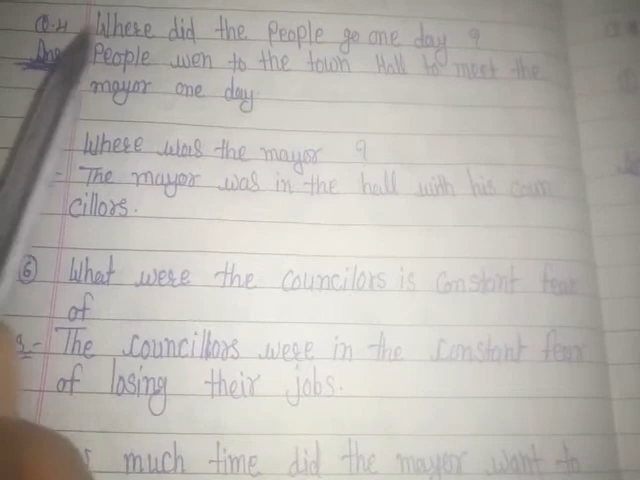 Q.4 Where did the People go one day ?
Ans People wen to the town Hall to meet the
mayor one day
Where was the mayor ?
- The mayor was in the hall with his coun
cillors.
6 What were the councilors is constant fear
of
s:- The councillors were in the constant fear
of losing their jobs.
much time did the mayor want to